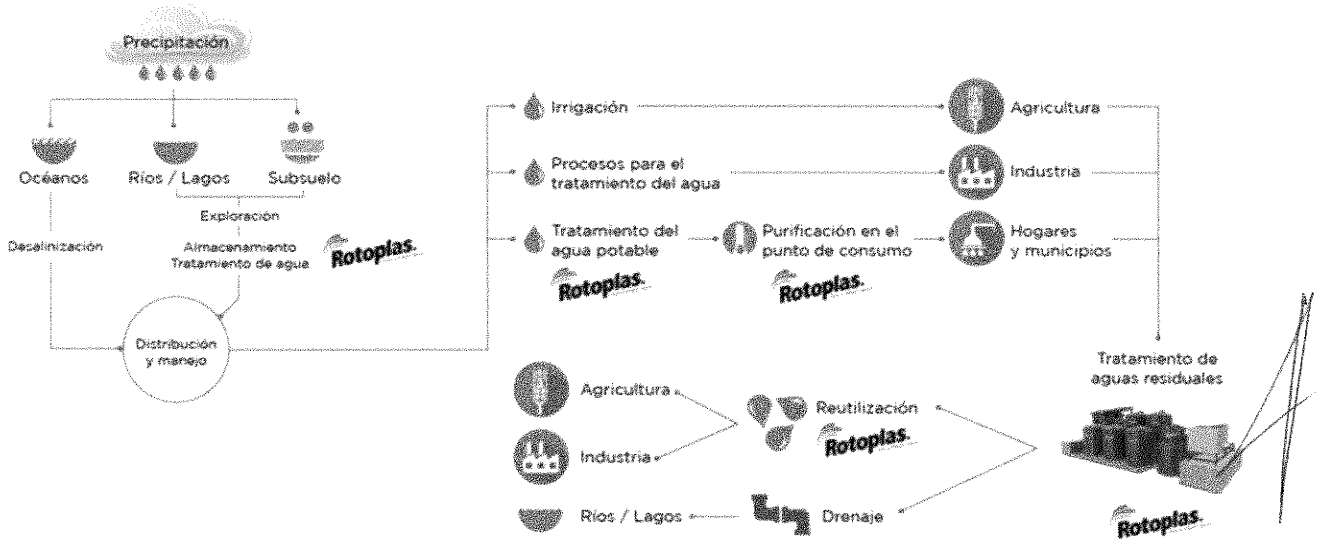 Precipitación
Océanos
Ríos / Lagos
Subsuelo
Exploración
Desalinización
Almacenamiento
Tratamiento de agua
Rotoplas.
Distribución
y manejo
Irrigación
Agricultura
Procesos para el
tratamiento del agua
Industria
Tratamiento del
agua potable
Rotoplas.
Purificación en el
punto de consumo
Rotoplas.
Hogares
y municipios
Tratamiento de
aguas residuales
Rotoplas.
Reutilización
Rotoplas.
Agricultura
Industria
Drenaje
Ríos / Lagos